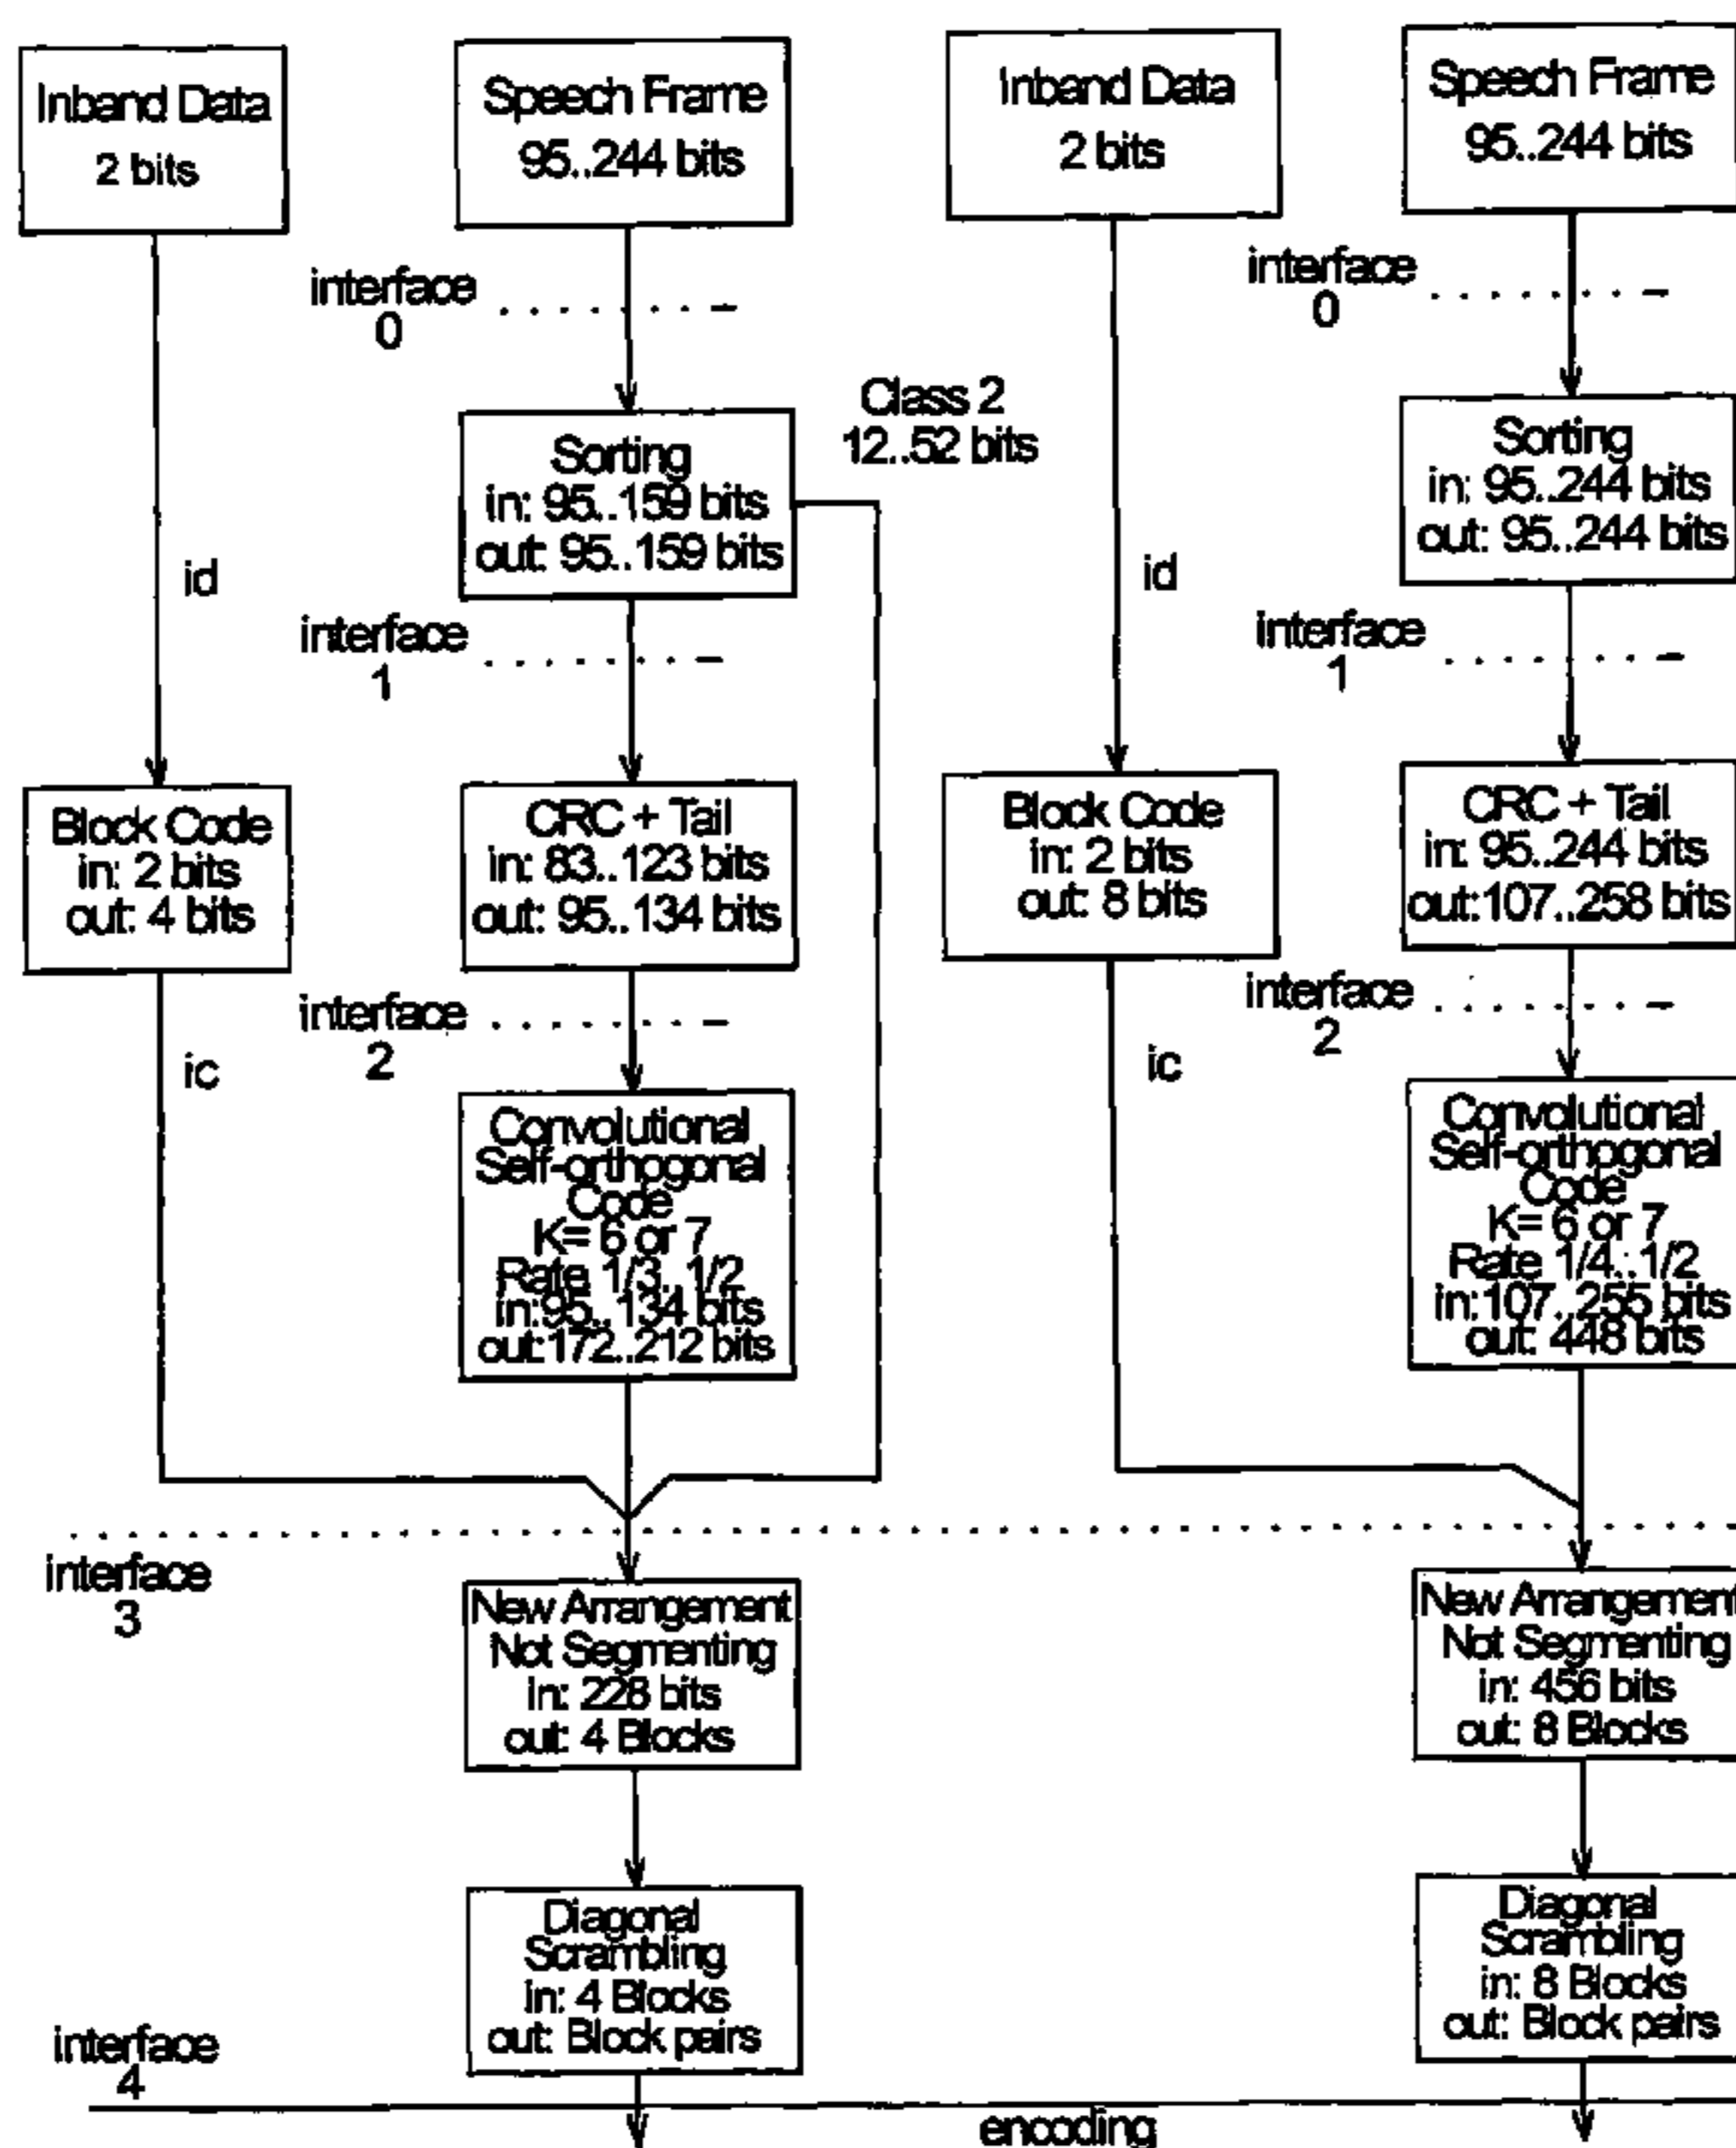 Inband Data
2 bits
Speech Frame
95..244 bits
Inband Data
2 bits
Speech Frame
95..244 bits
interface
0
interface
0
Class 2
12..52 bits
Sorting
in: 95..159 bits
out: 95..159 bits
Sorting
in: 95..244 bits
out: 95..244 bits
id
id
interface
1
interface
1
Block Code
in: 2 bits
out: 4 bits
CRC + Tail
in: 83..123 bits
out: 95..134 bits
Block Code
in: 2 bits
out: 8 bits
CRC + Tail
in: 95..244 bits
out:107..258 bits
interface
2
interface
2
ic
ic
Convolutional
Self-orthogonal
Code
K= 6 or 7
Rate 1/3..1/2
in:95..134 bits
out:172..212 bits
Convolutional
Self-orthogonal
Code
K= 6 or 7
Rate 1/4..1/2
in:107..255 bits
out: 448 bits
interface
3
New Arrangement
Not Segmenting
in: 228 bits
out: 4 Blocks
New Arrangement
Not Segmenting
in: 456 bits
out: 8 Blocks
Diagonal
Scrambling
in: 4 Blocks
out: Block pairs
Diagonal
Scrambling
in: 8 Blocks
out: Block pairs
interface
4
encoding